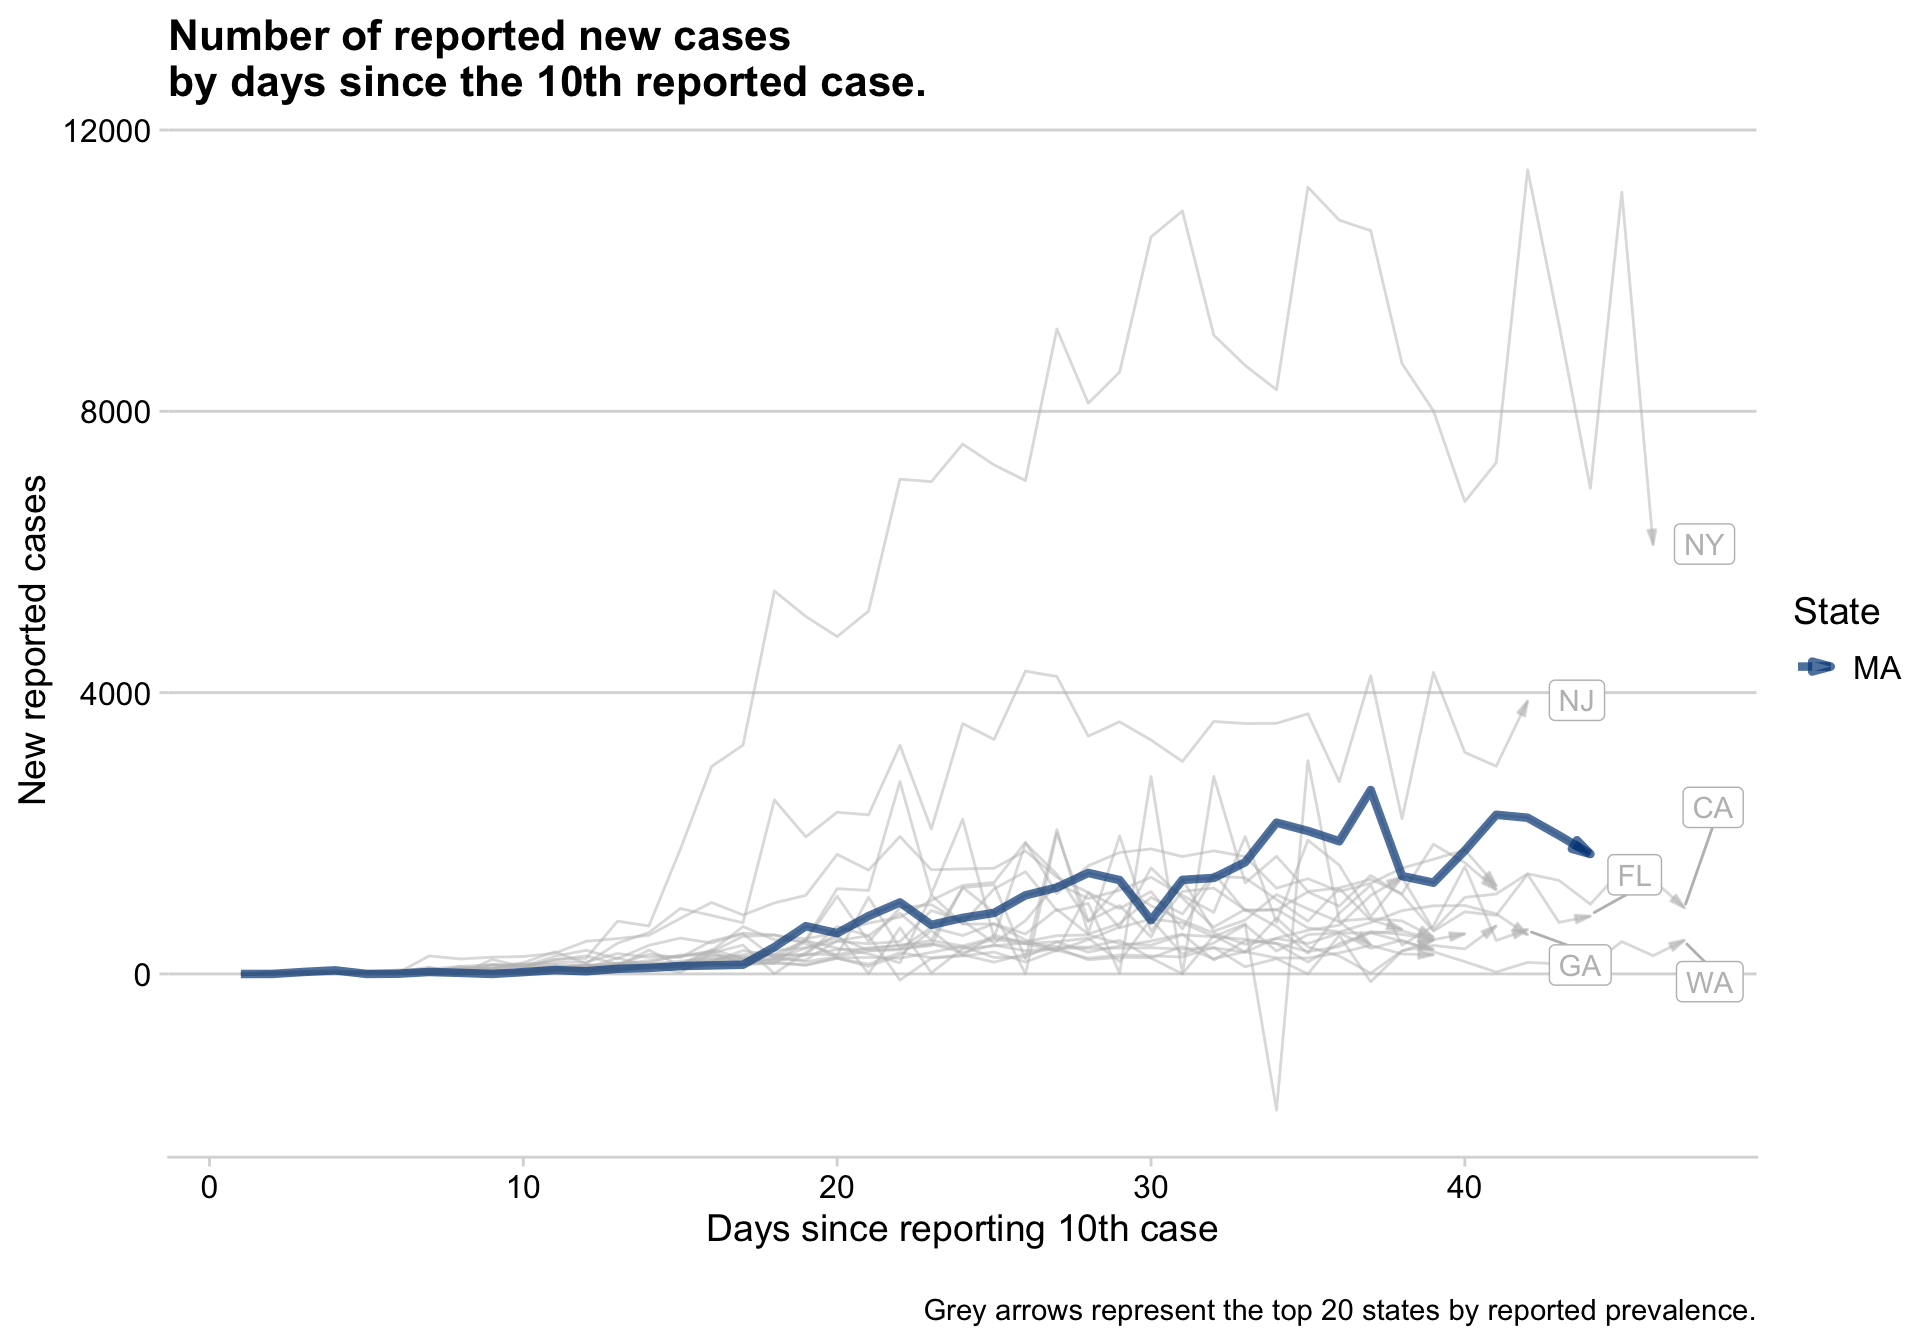 Number of reported new cases
by days since the 10th reported case.
12000
8000
4000
0
New reported cases
NY
NJ
CA
FL
GA
WA
State
MA
0 10 20 30 40
Days since reporting 10th case
Grey arrows represent the top 20 states by reported prevalence.